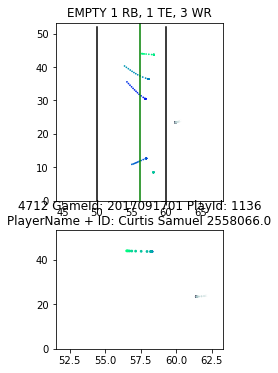 EMPTY 1 RB, 1 TE, 3 WR
50
40
30
20
10
0
45 50 55 60 65
4712 GameId: 2017091701 PlayId: 1136
PlayerName + ID: Curtis Samuel 2558066.0
40
20
0
52.5 55.0 57.5 60.0 62.5